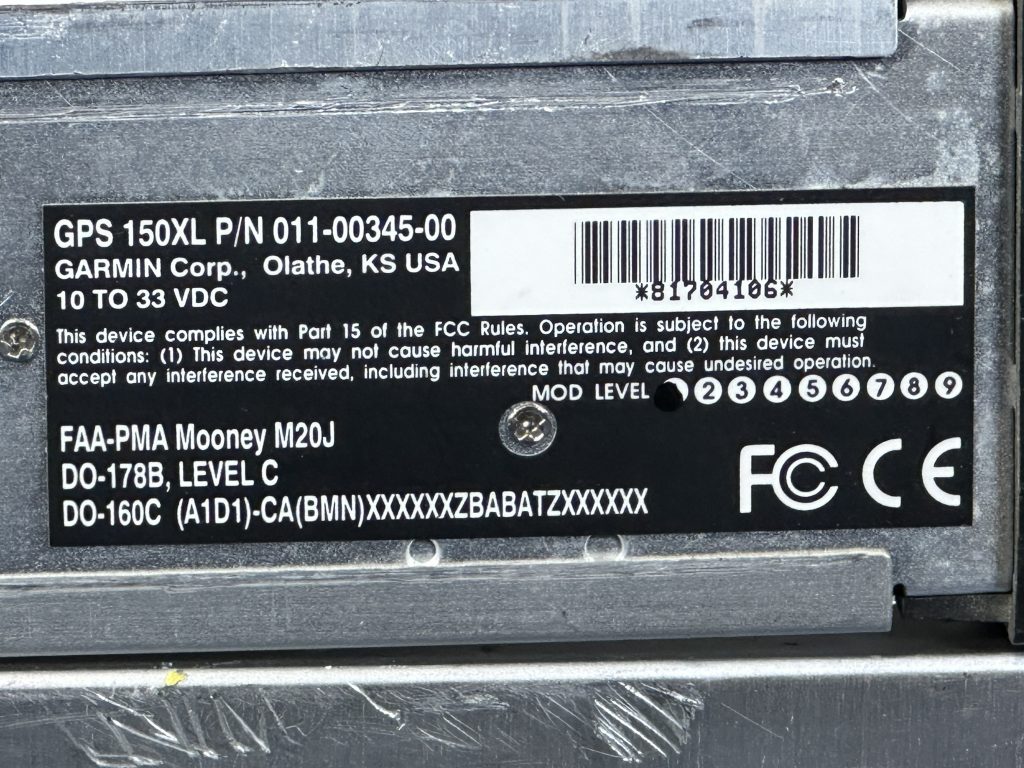 GPS 150XL P/N 011-00345-00
GARMIN Corp., Olathe, KS USA
10 TO 33 VDC
*81704106*
This device complies with Part 15 of the FCC Rules. Operation is subject to the following
conditions: (1) This device may not cause harmful interference, and (2) this device must
accept any interference received, including interference that may cause undesired operation.
MOD LEVEL 2 3 4 5 6 7 8 9
FAA-PMA Mooney M20J
DO-178B, LEVEL C
DO-160C (A1D1)-CA(BMN)XXXXXXZBABATZXXXXXX
FCC CE